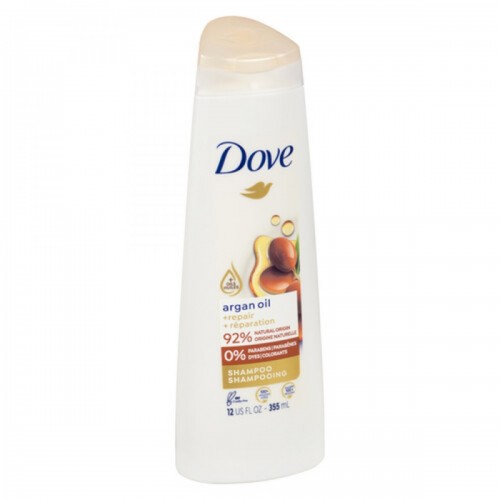 Dove
argan oil
+repair
+ réparation
92% NATURAL ORIGIN
ORIGINE NATURELLE
0% PARABENS/PARABÈNES
DYES/COLORANTS
SHAMPOO
SHAMPOOING
12 US FL OZ - 355 mL